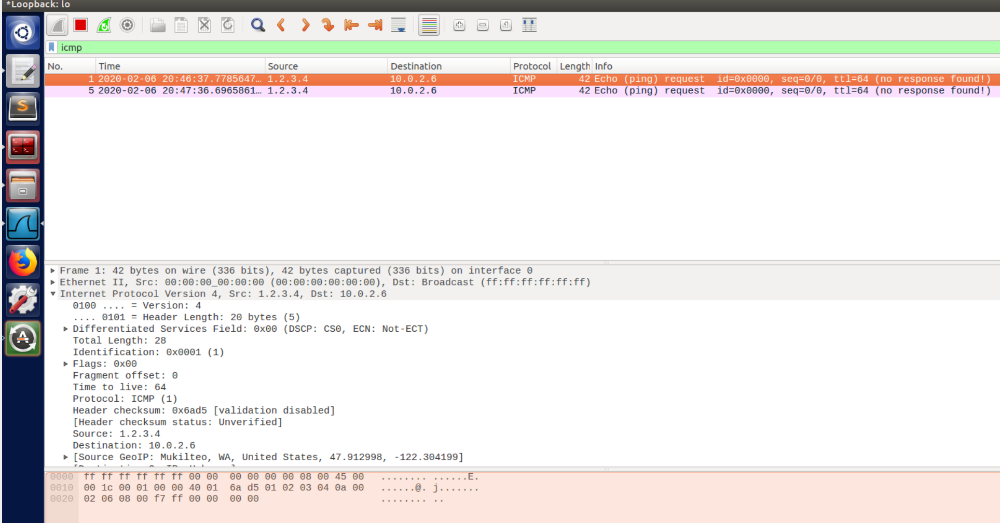 *Loopback: lo
icmp
No. Time Source Destination Protocol Length Info
1 2020-02-06 20:46:37.7785647… 1.2.3.4 10.0.2.6 ICMP 42 Echo (ping) request id=0x0000, seq=0/0, ttl=64 (no response found!)
5 2020-02-06 20:47:36.6965861… 1.2.3.4 10.0.2.6 ICMP 42 Echo (ping) request id=0x0000, seq=0/0, ttl=64 (no response found!)
Frame 1: 42 bytes on wire (336 bits), 42 bytes captured (336 bits) on interface 0
Ethernet II, Src: 00:00:00_00:00:00 (00:00:00:00:00:00), Dst: Broadcast (ff:ff:ff:ff:ff:ff)
Internet Protocol Version 4, Src: 1.2.3.4, Dst: 10.0.2.6
0100 .... = Version: 4
.... 0101 = Header Length: 20 bytes (5)
Differentiated Services Field: 0x00 (DSCP: CS0, ECN: Not-ECT)
Total Length: 28
Identification: 0x0001 (1)
Flags: 0x00
Fragment offset: 0
Time to live: 64
Protocol: ICMP (1)
Header checksum: 0x6ad5 [validation disabled]
[Header checksum status: Unverified]
Source: 1.2.3.4
Destination: 10.0.2.6
[Source GeoIP: Mukilteo, WA, United States, 47.912998, -122.304199]
0000 ff ff ff ff ff ff 00 00 00 00 00 00 08 00 45 00 ........ ......E.
0010 00 1c 00 01 00 00 40 01 6a d5 01 02 03 04 0a 00 ......@. j.......
0020 02 06 08 00 f7 ff 00 00 00 00 ........ ..